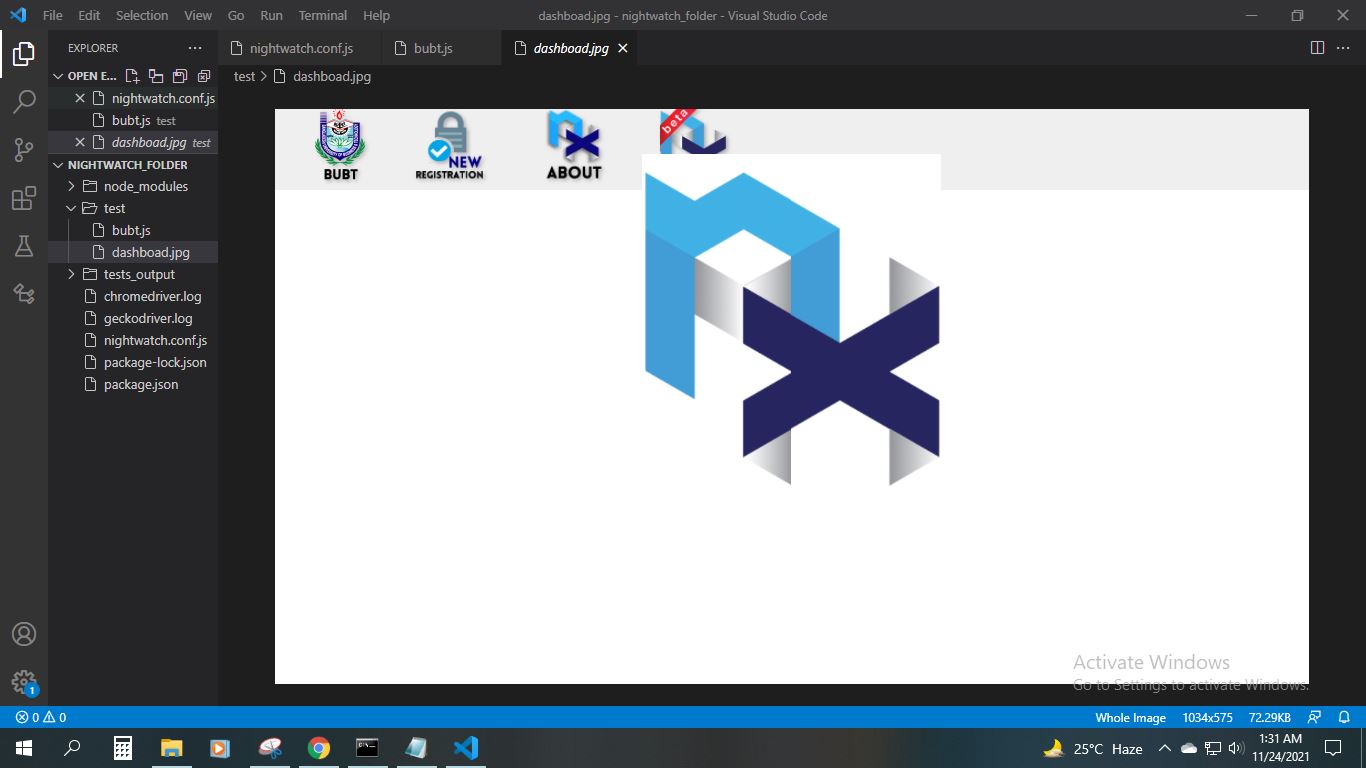 File Edit Selection View Go Run Terminal Help
dashboad.jpg - nightwatch_folder - Visual Studio Code
EXPLORER
nightwatch.conf.js
bubt.js
dashboad.jpg
OPEN E...
test > dashboad.jpg
nightwatch.conf.js
bubt.js test
dashboad.jpg test
NIGHTWATCH_FOLDER
node_modules
test
bubt.js
dashboad.jpg
tests_output
chromedriver.log
geckodriver.log
nightwatch.conf.js
package-lock.json
package.json
BUBT
NEW
REGISTRATION
ABOUT
beta
Activate Windows
Go to Settings to activate Windows.
1
0 0
Whole Image 1034x575 72.29KB
25°C Haze
1:31 AM
11/24/2021